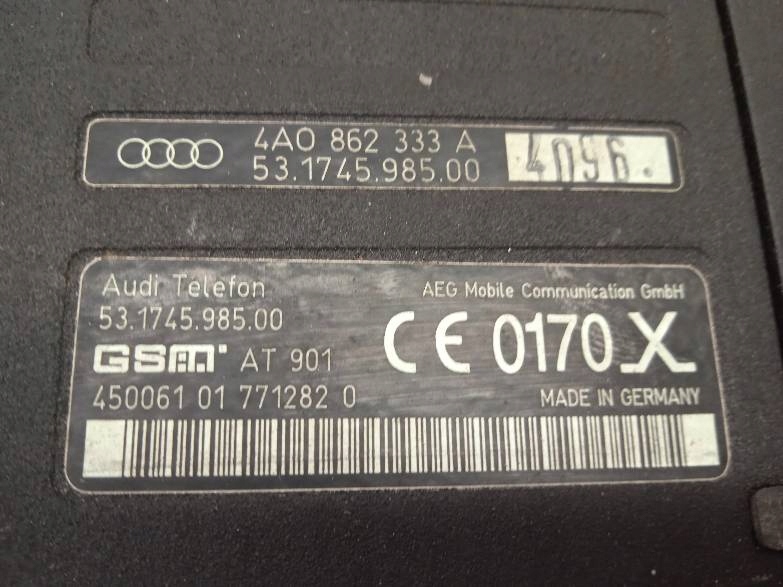 4A0 862 333 A
53.1745.985.00
4096.
Audi Telefon
AEG Mobile Communication GmbH
53.1745.985.00
GSM AT 901
CE 0170 X
450061 01 771282 0
MADE IN GERMANY